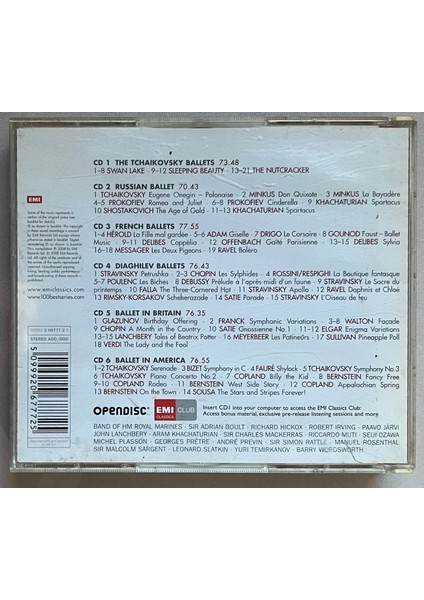 CD 1 THE TCHAIKOVSKY BALLETS 73.48
1-8 SWAN LAKE · 9-12 SLEEPING BEAUTY · 13-21 THE NUTCRACKER
CD 2 RUSSIAN BALLET 70.43
1 TCHAIKOVSKY Eugene Onegin – Polonaise · 2 MINKUS Don Quixote · 3 MINKUS La Bayadère
4-5 PROKOFIEV Romeo and Juliet · 6-8 PROKOFIEV Cinderella · 9 KHACHATURIAN Spartacus
10 SHOSTAKOVICH The Age of Gold · 11-13 KHACHATURIAN Spartacus
CD 3 FRENCH BALLETS 77.55
1-4 HÉROLD La Fille mal gardée · 5-6 ADAM Giselle · 7 DRIGO Le Corsaire · 8 GOUNOD Faust – Ballet
Music · 9-11 DELIBES Coppélia · 12 OFFENBACH Gaîté Parisienne · 13-15 DELIBES Sylvia
16-18 MESSAGER Les Deux Pigeons · 19 RAVEL Boléro
CD 4 DIAGHILEV BALLETS 76.43
1 STRAVINSKY Petrushka · 2-3 CHOPIN Les Sylphides · 4 ROSSINI/RESPIGHI La Boutique fantasque
5-7 POULENC Les Biches · 8 DEBUSSY Prélude à l'après-midi d'un faune · 9 STRAVINSKY Le Sacre du
printemps · 10 FALLA The Three-Cornered Hat · 11 STRAVINSKY Apollo · 12 RAVEL Daphnis et Chloé
13 RIMSKY-KORSAKOV Scheherazade · 14 SATIE Parade · 15 STRAVINSKY L'Oiseau de feu
CD 5 BALLET IN BRITAIN 76.35
1 GLAZUNOV Birthday Offering · 2 FRANCK Symphonic Variations · 3-8 WALTON Façade
9 CHOPIN A Month in the Country · 10 SATIE Gnossienne No.1 · 11-12 ELGAR Enigma Variations
13-15 LANCHBERY Tales of Beatrix Potter · 16 MEYERBEER Les Patineurs · 17 SULLIVAN Pineapple Poll
18 VERDI The Lady and the Fool
CD 6 BALLET IN AMERICA 76.55
1-2 TCHAIKOVSKY Serenade · 3 BIZET Symphony in C · 4 FAURÉ Shylock · 5 TCHAIKOVSKY Symphony No.3
6 TCHAIKOVSKY Piano Concerto No.2 · 7 COPLAND Billy the Kid · 8 BERNSTEIN Fancy Free
9-10 COPLAND Rodeo · 11 BERNSTEIN West Side Story · 12 COPLAND Appalachian Spring
13 BERNSTEIN On the Town · 14 SOUSA The Stars and Stripes Forever!
EMI
www.emiclassics.com
www.100bestseries.com
STEREO ADD/DDD
5 099920 677725
OPENDISC
EMI
CLASSICS
CLUB
Insert CD1 into your computer to access the EMI Classics Club:
Access bonus material, exclusive pre-release listening sessions and more.
BAND OF HM ROYAL MARINES · SIR ADRIAN BOULT · RICHARD HICKOX · ROBERT IRVING · PAAVO JÄRVI
JOHN LANCHBERY · ARAM KHACHATURIAN · SIR CHARLES MACKERRAS · RICCARDO MUTI · SEIJI OZAWA
MICHEL PLASSON · GEORGES PRÊTRE · ANDRÉ PREVIN · SIR SIMON RATTLE · MANUEL ROSENTHAL
SIR MALCOLM SARGENT · LEONARD SLATKIN · YURI TEMIRKANOV · BARRY WORDSWORTH